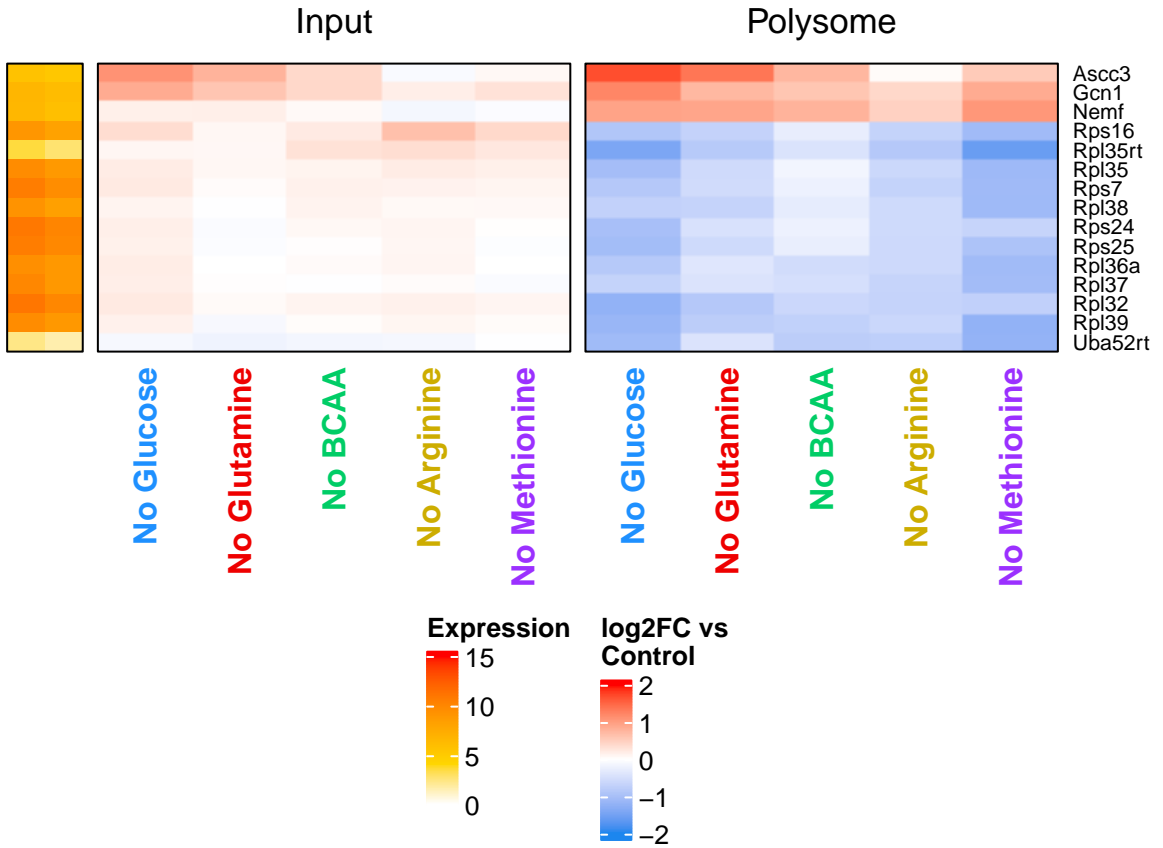 Input
Polysome
Ascc3
Gcn1
Nemf
Rps16
Rpl35rt
Rpl35
Rps7
Rpl38
Rps24
Rps25
Rpl36a
Rpl37
Rpl32
Rpl39
Uba52rt
No Glucose
No Glutamine
No BCAA
No Arginine
No Methionine
No Glucose
No Glutamine
No BCAA
No Arginine
No Methionine
Expression
15
10
5
0
log2FC vs
Control
2
1
0
−1
−2